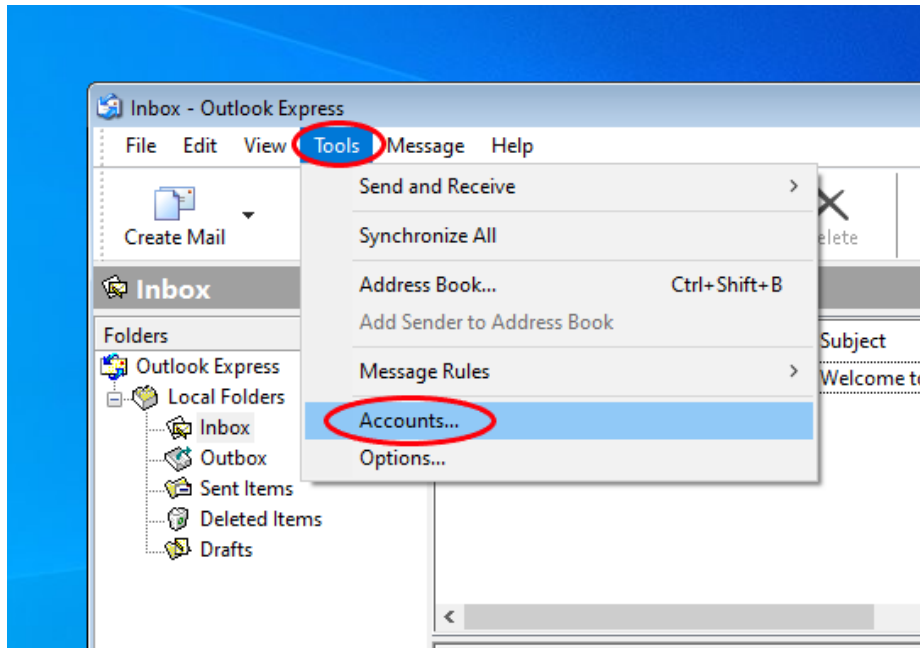 Inbox - Outlook Express
File Edit View Tools Message Help
Create Mail
Send and Receive
Synchronize All
Address Book... Ctrl+Shift+B
Add Sender to Address Book
Message Rules
Accounts...
Options...
Inbox
Folders
Outlook Express
Local Folders
Inbox
Outbox
Sent Items
Deleted Items
Drafts
Subject
Welcome